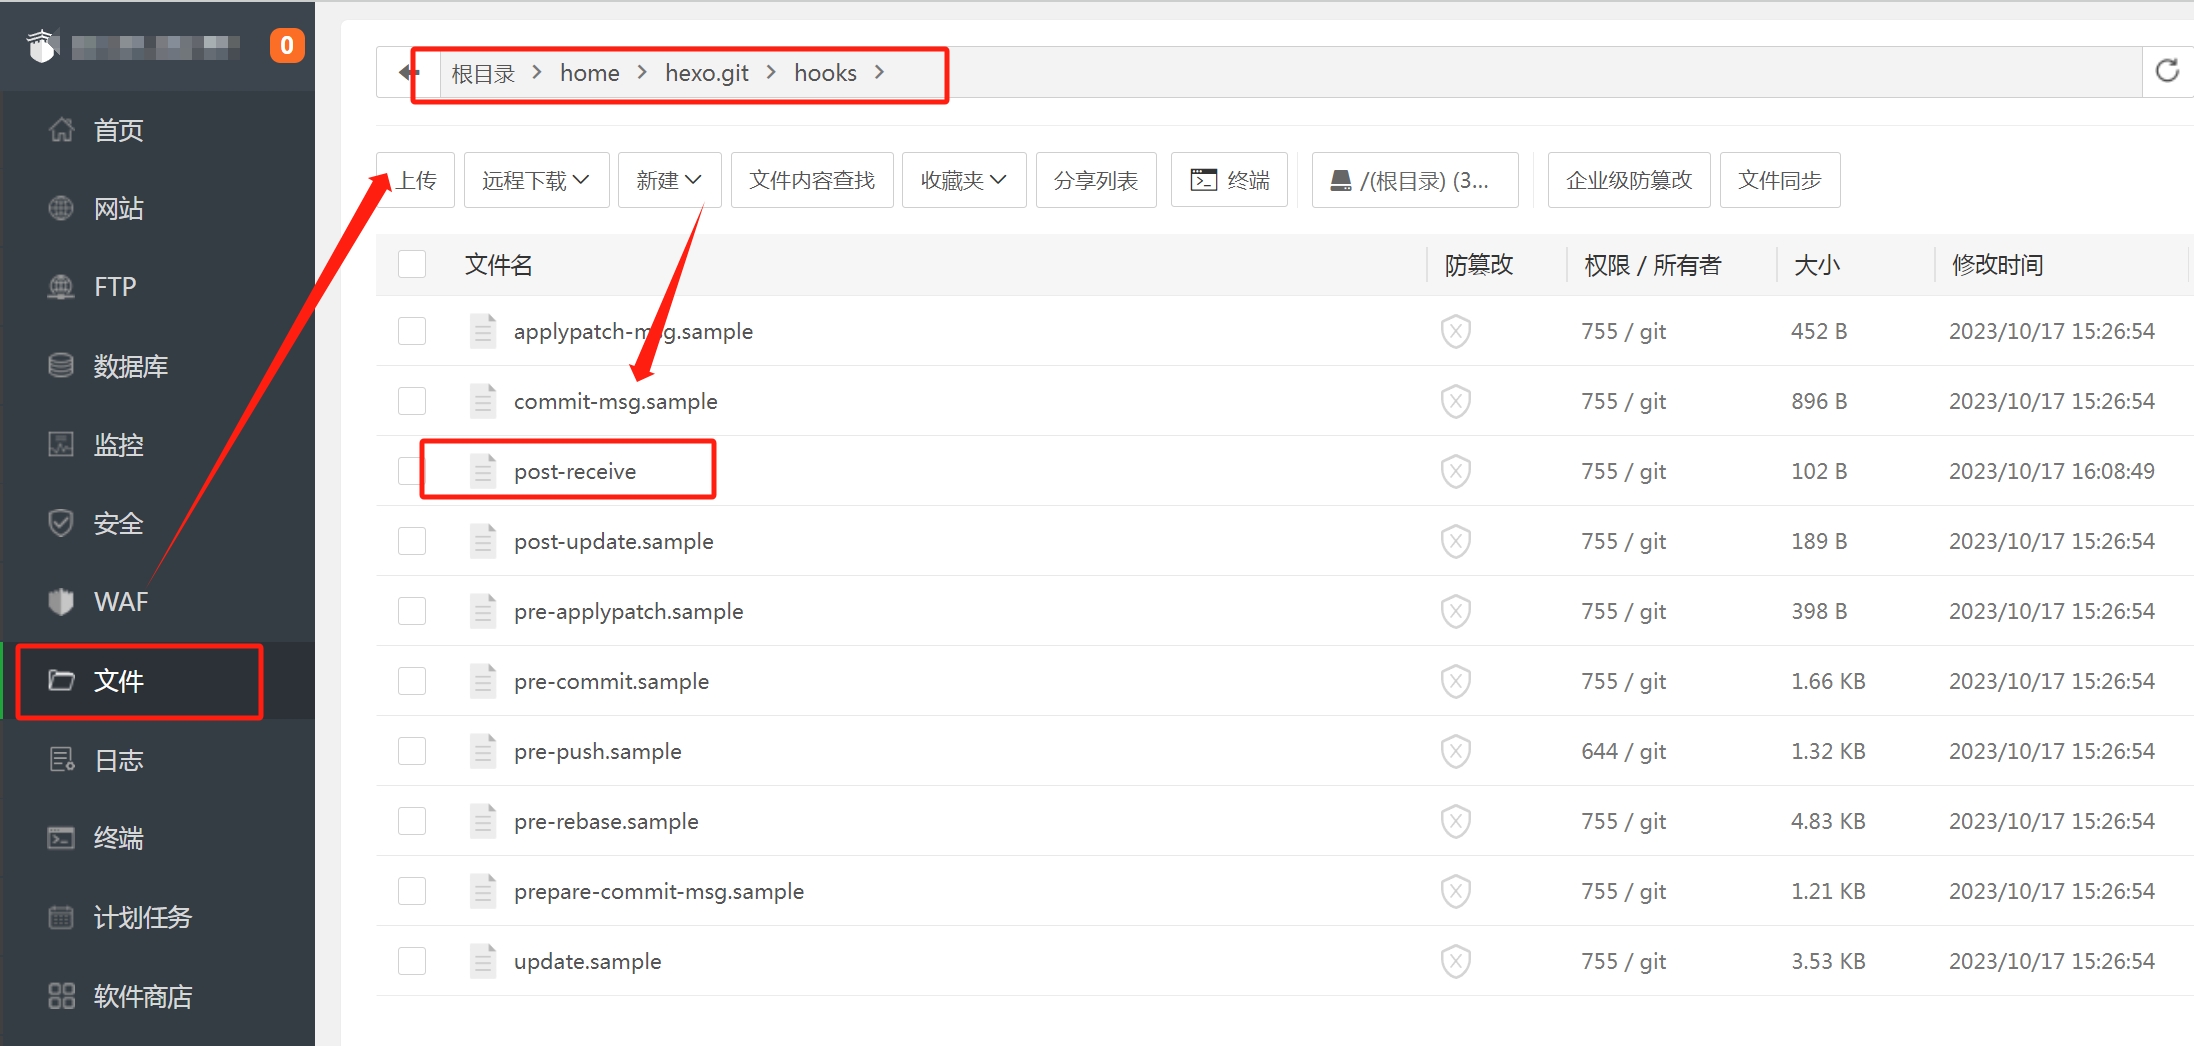 0
首页
网站
FTP
数据库
监控
安全
WAF
文件
日志
终端
计划任务
软件商店
根目录 > home > hexo.git > hooks >
上传 远程下载 新建 文件内容查找 收藏夹 分享列表 终端 /(根目录) (3... 企业级防篡改 文件同步
文件名 防篡改 权限 / 所有者 大小 修改时间
applypatch-msg.sample 755 / git 452 B 2023/10/17 15:26:54
commit-msg.sample 755 / git 896 B 2023/10/17 15:26:54
post-receive 755 / git 102 B 2023/10/17 16:08:49
post-update.sample 755 / git 189 B 2023/10/17 15:26:54
pre-applypatch.sample 755 / git 398 B 2023/10/17 15:26:54
pre-commit.sample 755 / git 1.66 KB 2023/10/17 15:26:54
pre-push.sample 644 / git 1.32 KB 2023/10/17 15:26:54
pre-rebase.sample 755 / git 4.83 KB 2023/10/17 15:26:54
prepare-commit-msg.sample 755 / git 1.21 KB 2023/10/17 15:26:54
update.sample 755 / git 3.53 KB 2023/10/17 15:26:54